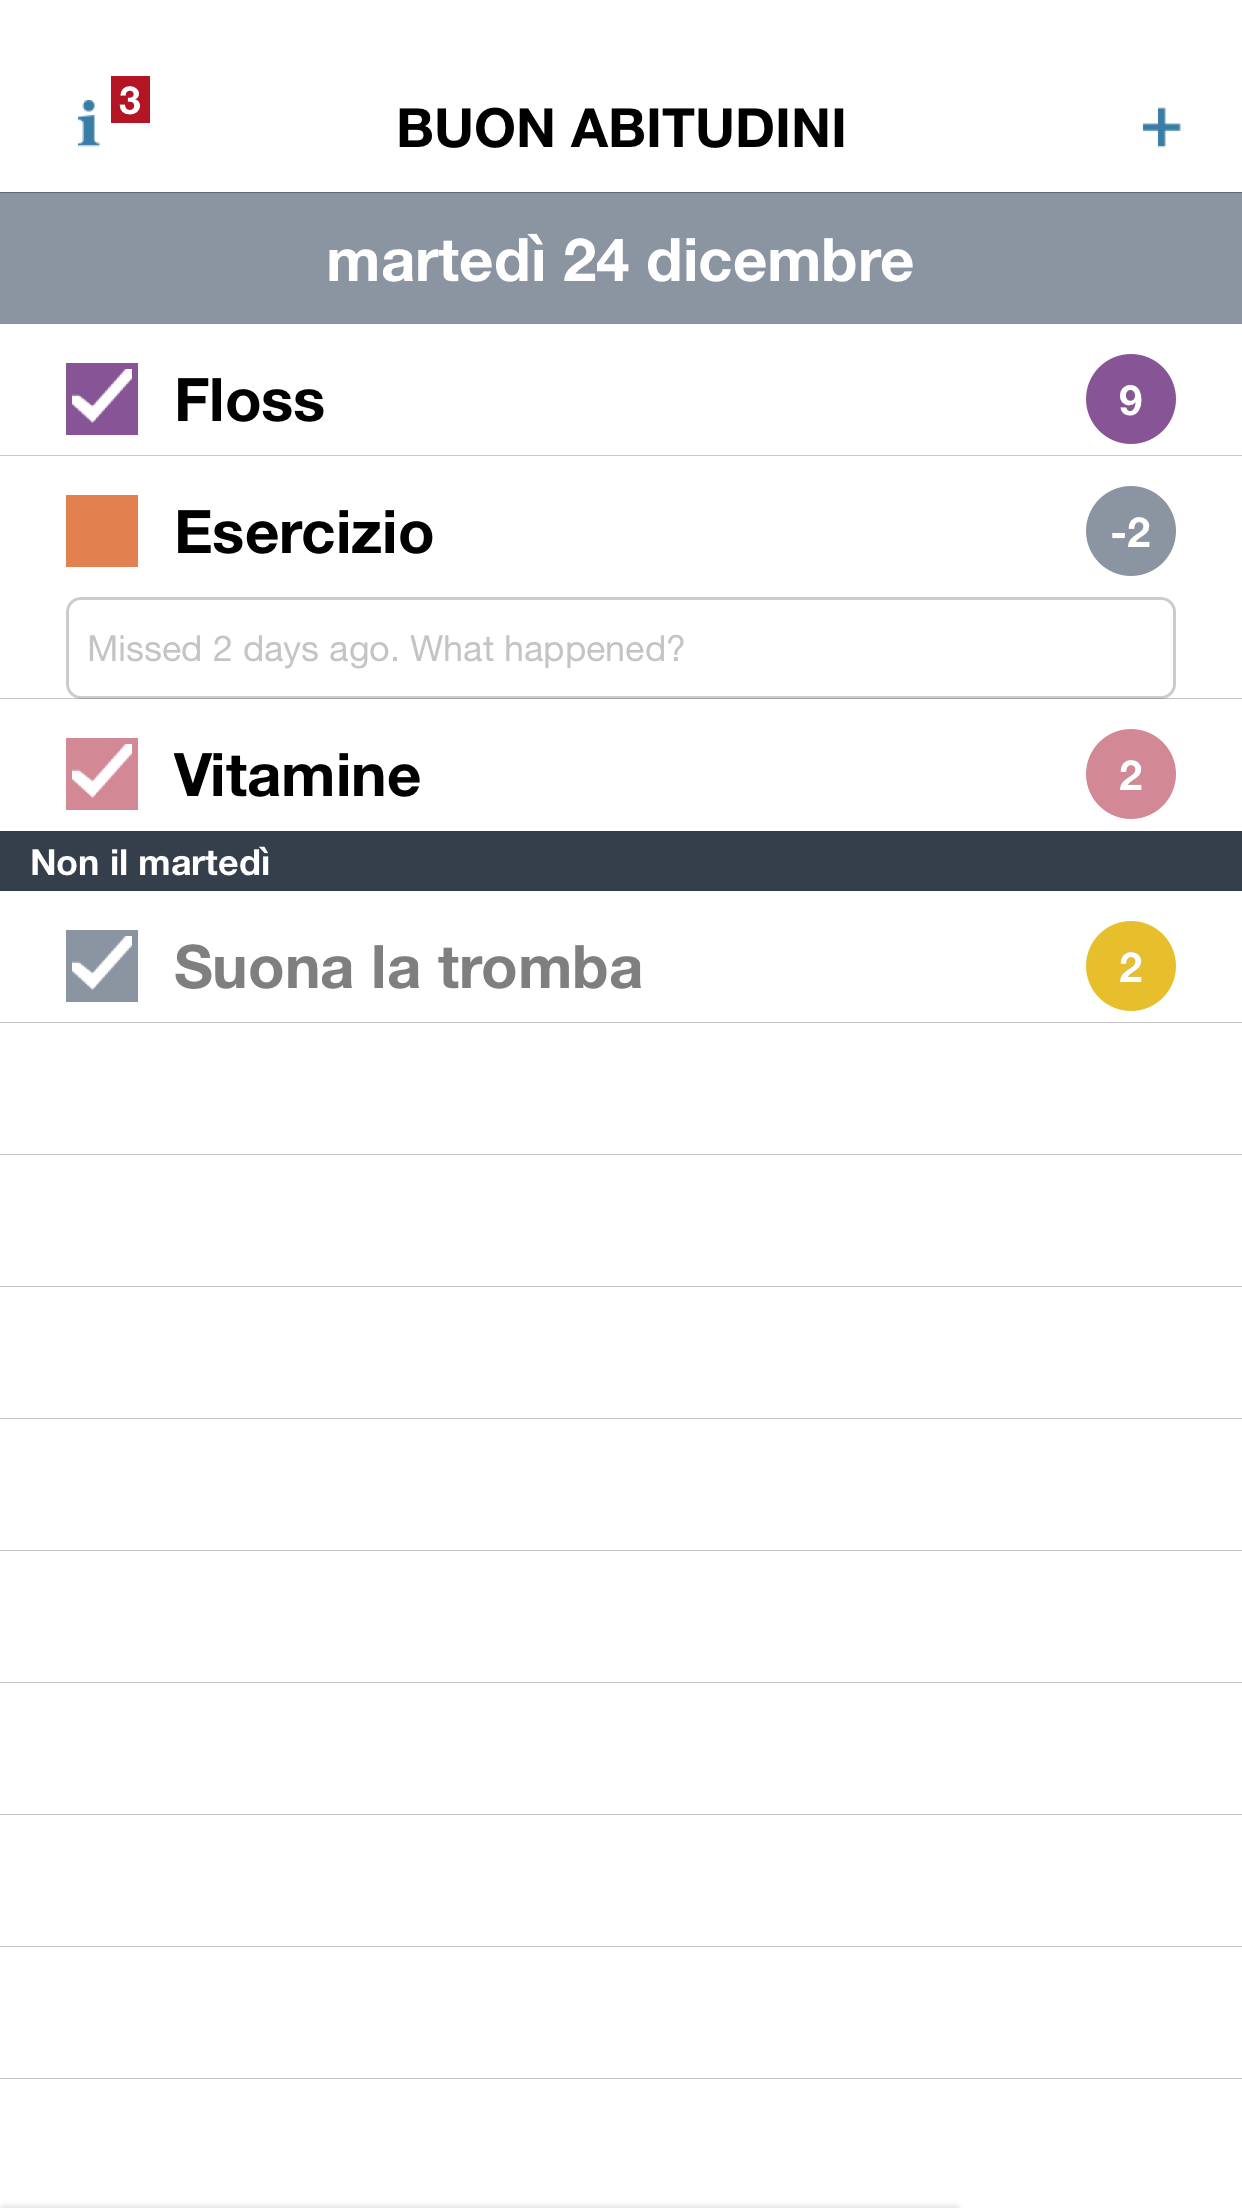 3
BUON ABITUDINI
+
martedì 24 dicembre
Floss 9
Esercizio -2
Missed 2 days ago. What happened?
Vitamine 2
Non il martedì
Suona la tromba 2